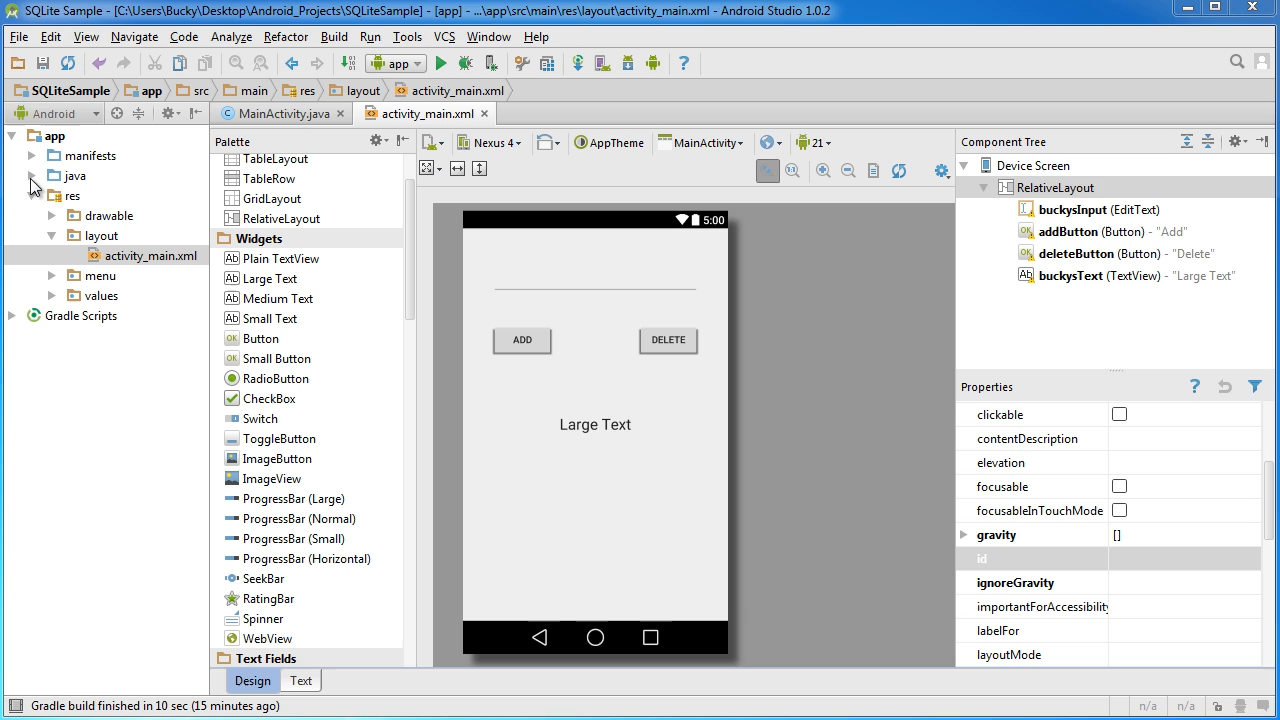 SQLite Sample - [C:\Users\Bucky\Desktop\Android_Projects\SQLiteSample] - [app] - ...\app\src\main\res\layout\activity_main.xml - Android Studio 1.0.2
File Edit View Navigate Code Analyze Refactor Build Run Tools VCS Window Help
app
SQLiteSample app src main res layout activity_main.xml
Android
MainActivity.java activity_main.xml
app
manifests
java
res
drawable
layout
activity_main.xml
menu
values
Gradle Scripts
Palette
TableLayout
TableRow
GridLayout
RelativeLayout
Widgets
Plain TextView
Large Text
Medium Text
Small Text
Button
Small Button
RadioButton
CheckBox
Switch
ToggleButton
ImageButton
ImageView
ProgressBar (Large)
ProgressBar (Normal)
ProgressBar (Small)
ProgressBar (Horizontal)
SeekBar
RatingBar
Spinner
WebView
Text Fields
Design Text
Nexus 4 AppTheme MainActivity 21
5:00
ADD DELETE
Large Text
Component Tree
Device Screen
RelativeLayout
buckysInput (EditText)
addButton (Button) - "Add"
deleteButton (Button) - "Delete"
buckysText (TextView) - "Large Text"
Properties
clickable
contentDescription
elevation
focusable
focusableInTouchMode
gravity []
id
ignoreGravity
importantForAccessibility
labelFor
layoutMode
Gradle build finished in 10 sec (15 minutes ago)
n/a n/a